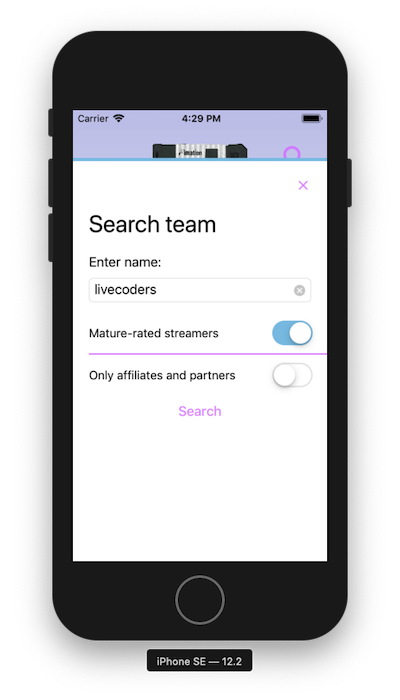 Carrier 4:29 PM
imation
Search team
Enter name:
livecoders
Mature-rated streamers
Only affiliates and partners
Search
iPhone SE — 12.2